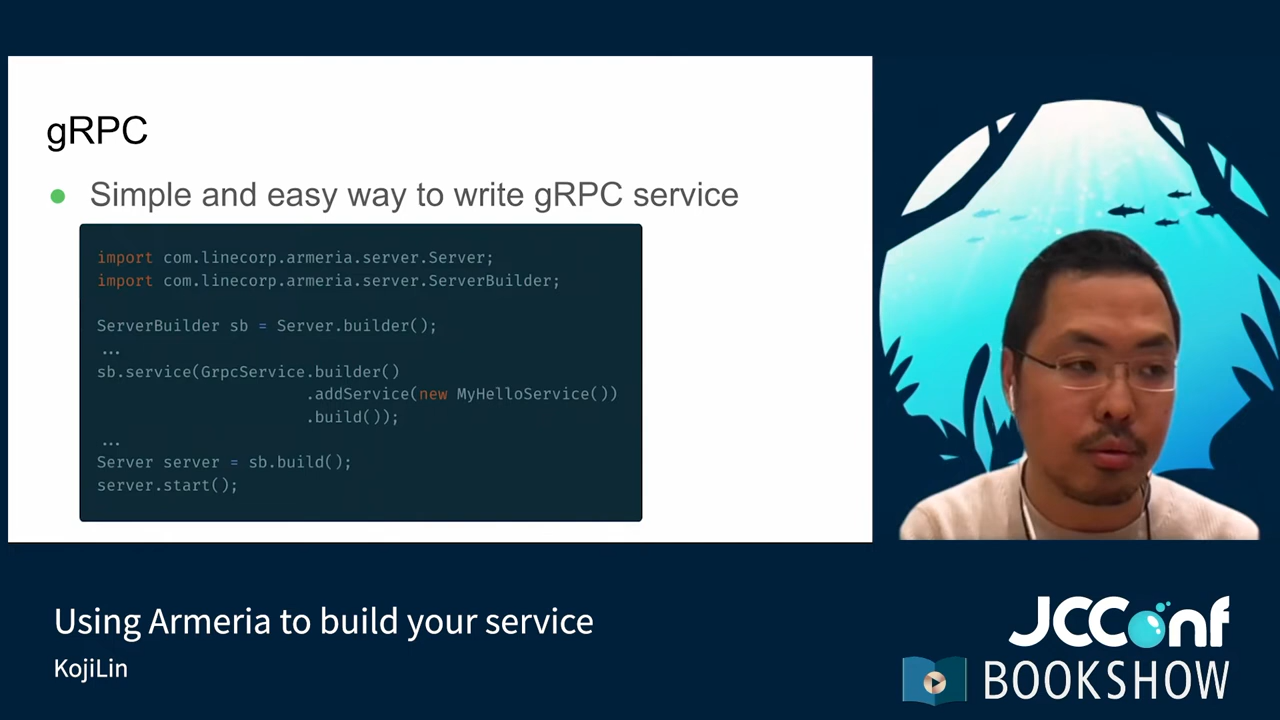 gRPC
● Simple and easy way to write gRPC service
import com.linecorp.armeria.server.Server;
import com.linecorp.armeria.server.ServerBuilder;
ServerBuilder sb = Server.builder();
...
sb.service(GrpcService.builder()
.addService(new MyHelloService())
.build());
...
Server server = sb.build();
server.start();
Using Armeria to build your service
KojiLin
JCConf
BOOKSHOW